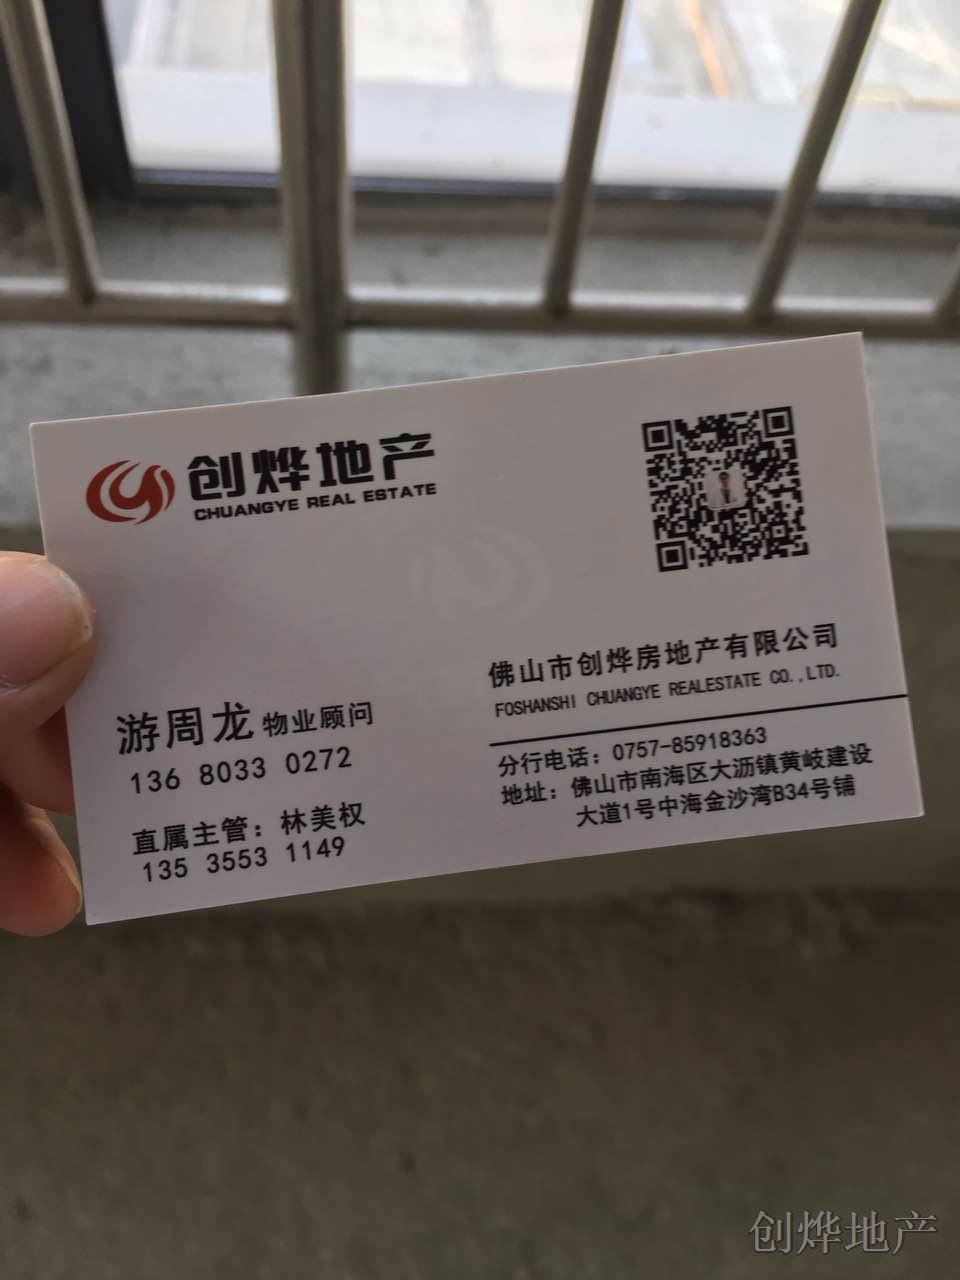 创烨地产
CHUANGYE REAL ESTATE
游周龙 物业顾问
136 8033 0272
直属主管：林美权
135 3553 1149
佛山市创烨房地产有限公司
FOSHANSHI CHUANGYE REALESTATE CO.,LTD.
分行电话：0757-85918363
地址：佛山市南海区大沥镇黄岐建设
大道1号中海金沙湾B34号铺
创烨地产